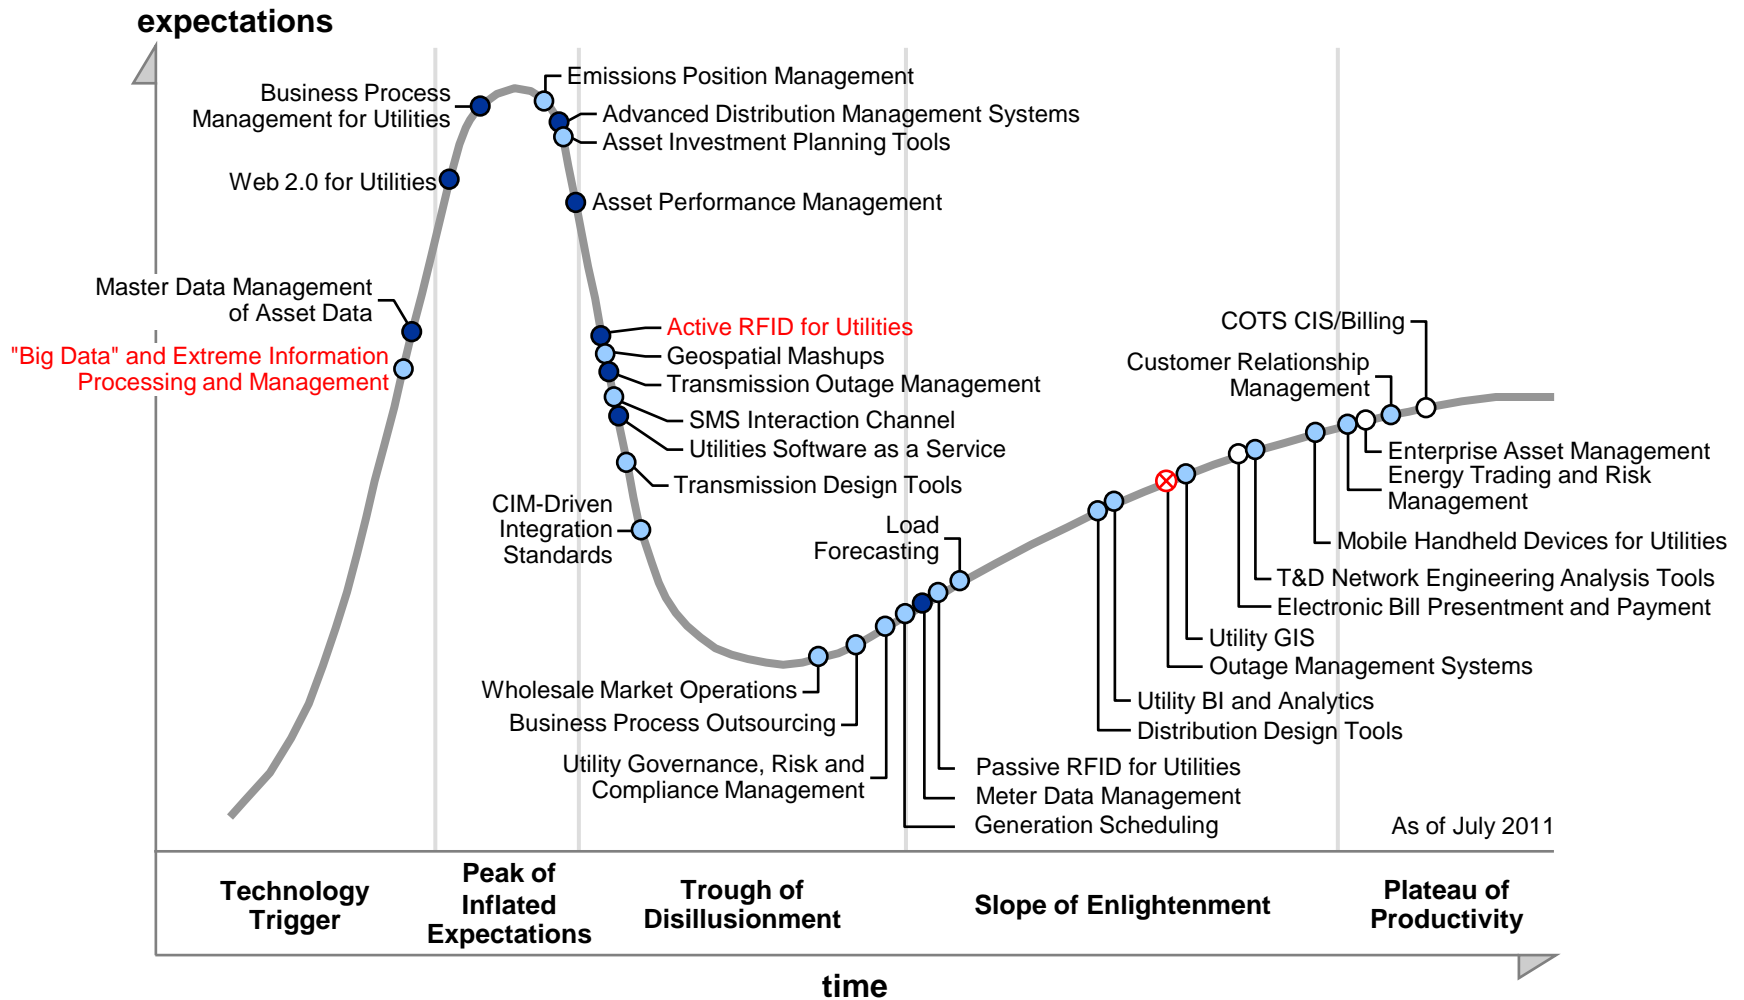 expectations
Business Process
Management for Utilities
Web 2.0 for Utilities
Master Data Management
of Asset Data
"Big Data" and Extreme Information
Processing and Management
Emissions Position Management
Advanced Distribution Management Systems
Asset Investment Planning Tools
Asset Performance Management
Active RFID for Utilities
Geospatial Mashups
Transmission Outage Management
SMS Interaction Channel
Utilities Software as a Service
Transmission Design Tools
CIM-Driven
Integration
Standards
Wholesale Market Operations
Business Process Outsourcing
Utility Governance, Risk and
Compliance Management
Load
Forecasting
Passive RFID for Utilities
Meter Data Management
Generation Scheduling
COTS CIS/Billing
Customer Relationship
Management
Enterprise Asset Management
Energy Trading and Risk
Management
Mobile Handheld Devices for Utilities
T&D Network Engineering Analysis Tools
Electronic Bill Presentment and Payment
Utility GIS
Outage Management Systems
Utility BI and Analytics
Distribution Design Tools
As of July 2011
Technology
Trigger
Peak of
Inflated
Expectations
Trough of
Disillusionment
Slope of Enlightenment
Plateau of
Productivity
time